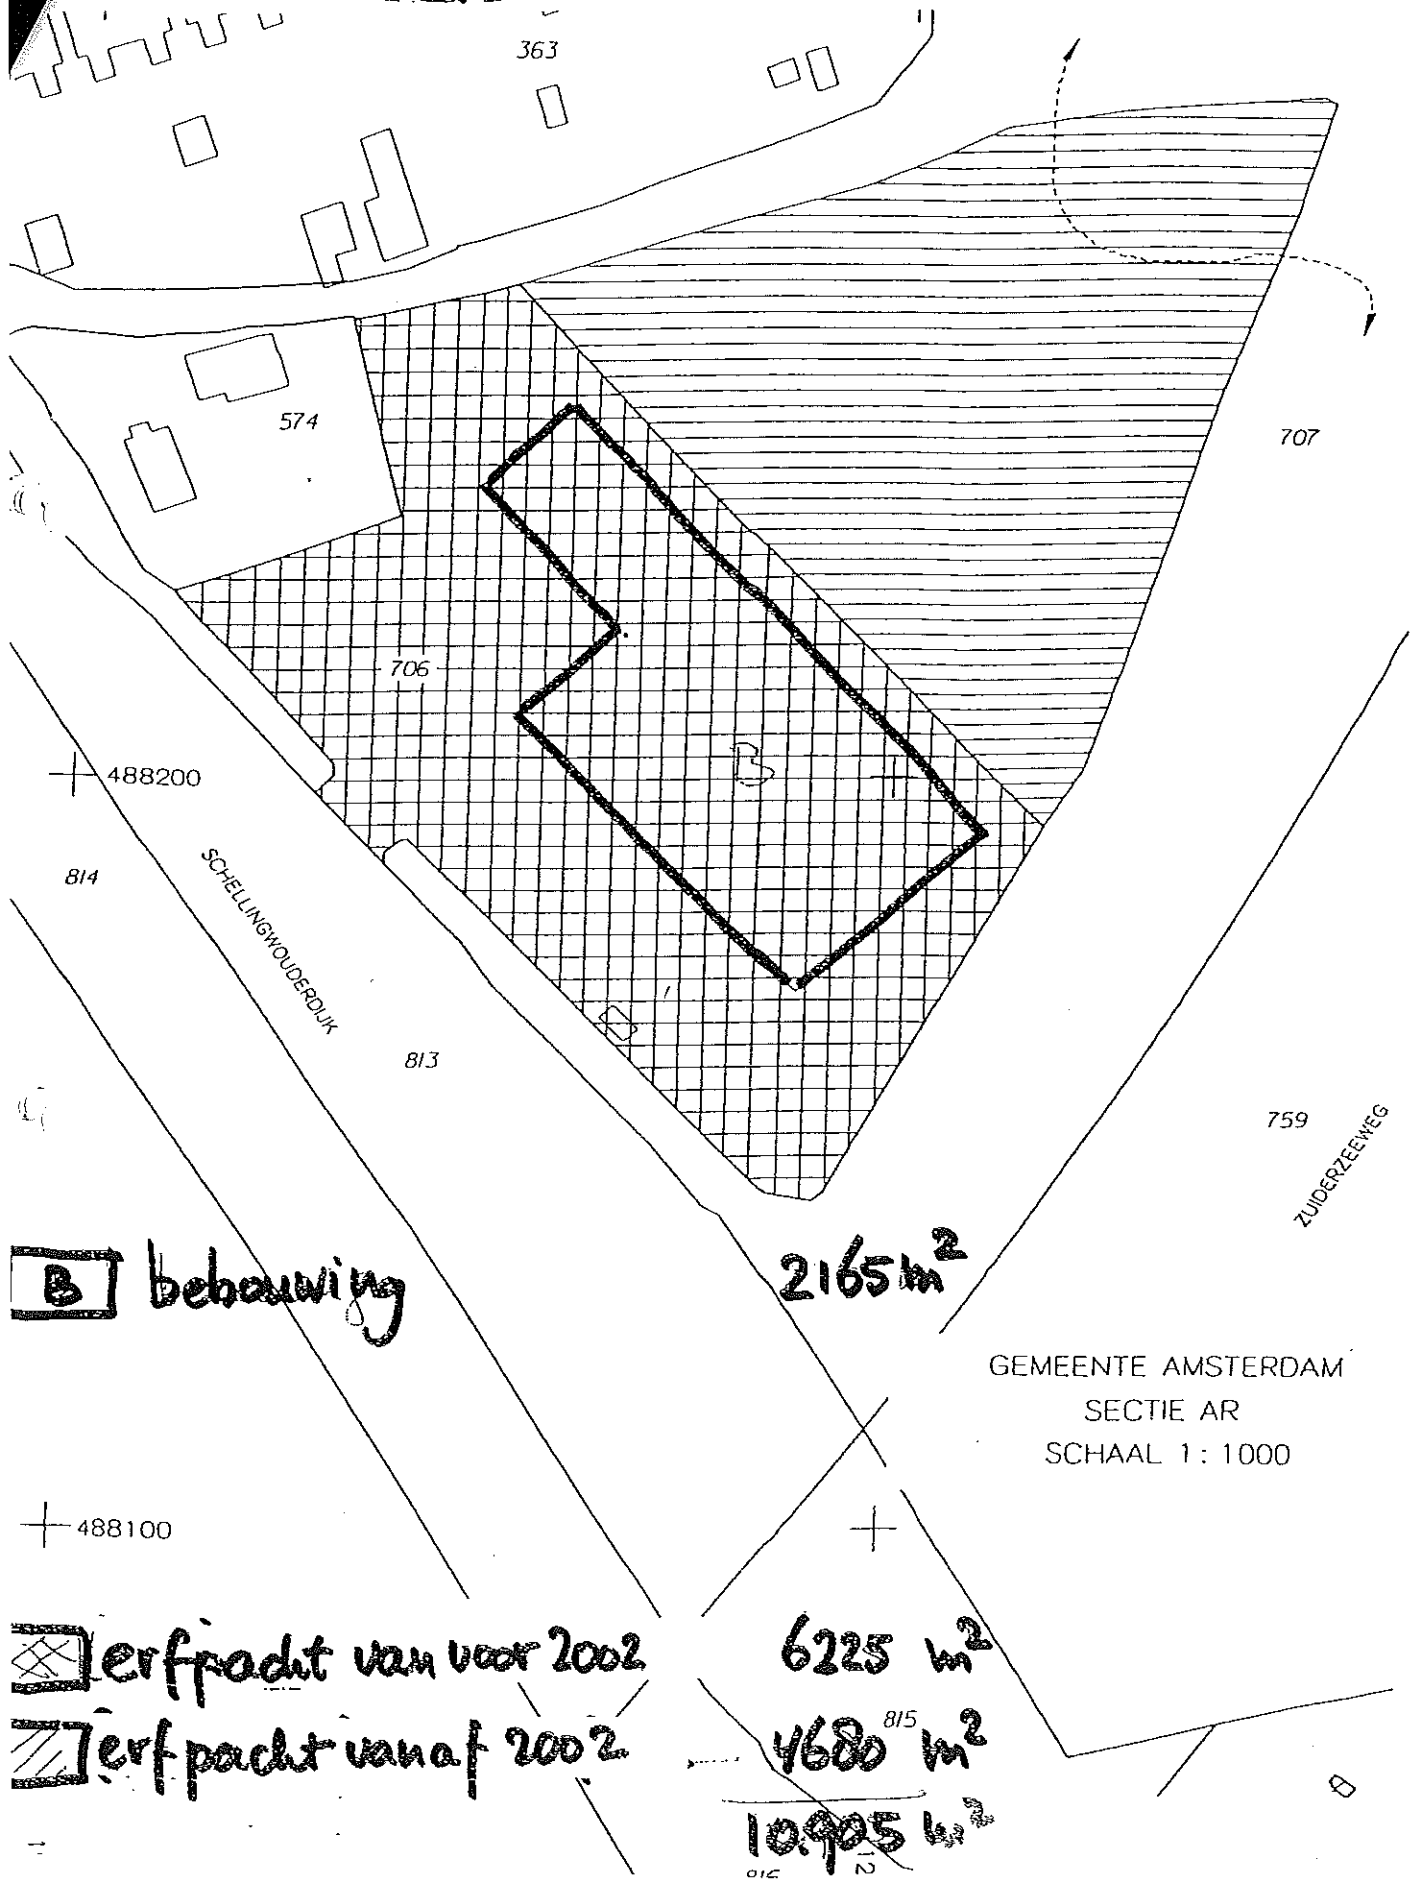 363
574
707
706
488200
814
SCHELLINGWOUDERDIJK
B
813
759
ZUIDERZEEWEG
B bebouwing 2165 m²
GEMEENTE AMSTERDAM
SECTIE AR
SCHAAL 1 : 1000
488100
erfpacht van voor 2002 6225 m²
815
erfpacht vanaf 2002 4680 m²
10.905 m²